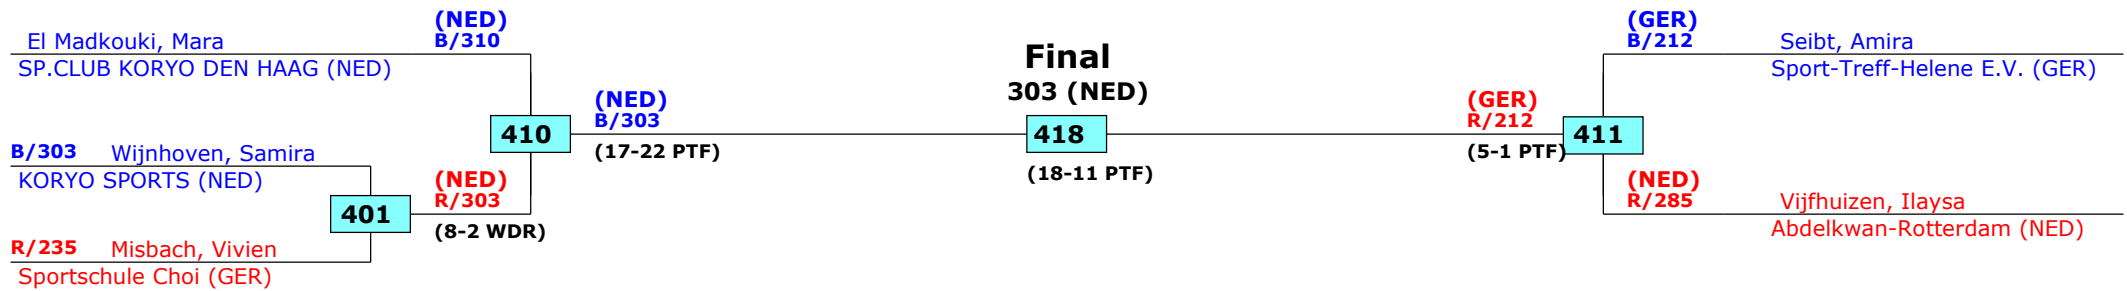 (NED)
B/310
El Madkouki, Mara
SP.CLUB KORYO DEN HAAG (NED)
B/303 Wijnhoven, Samira
KORYO SPORTS (NED)
401
R/235 Misbach, Vivien
Sportschule Choi (GER)
(NED)
R/303
(8-2 WDR)
410
(NED)
B/303
(17-22 PTF)
Final
303 (NED)
418
(18-11 PTF)
(GER)
R/212
(5-1 PTF)
411
(GER)
B/212
Seibt, Amira
Sport-Treff-Helene E.V. (GER)
(NED)
R/285
Vijfhuizen, Ilaysa
Abdelkwan-Rotterdam (NED)